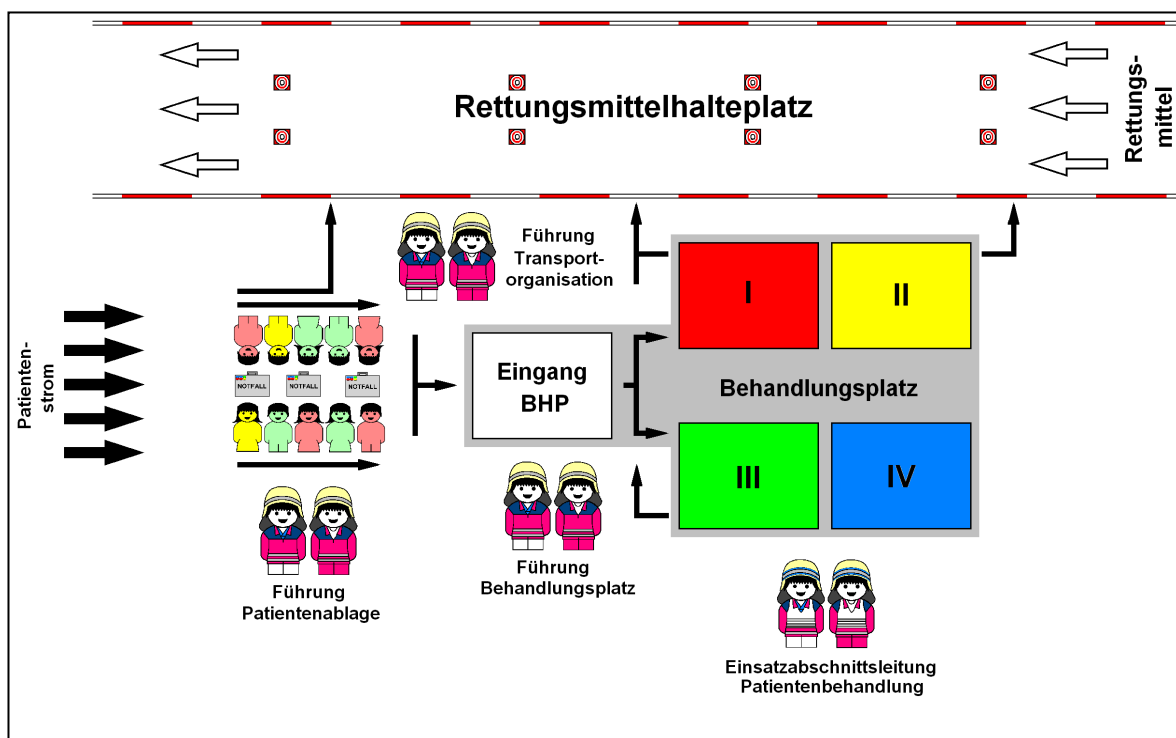 Rettungsmittelhalteplatz
Rettungs-
mittel
Führung
Transport-
organisation
I
II
Patienten-
strom
NOTFALL
NOTFALL
NOTFALL
Eingang
BHP
Behandlungsplatz
III
IV
Führung
Patientenablage
Führung
Behandlungsplatz
Einsatzabschnittsleitung
Patientenbehandlung